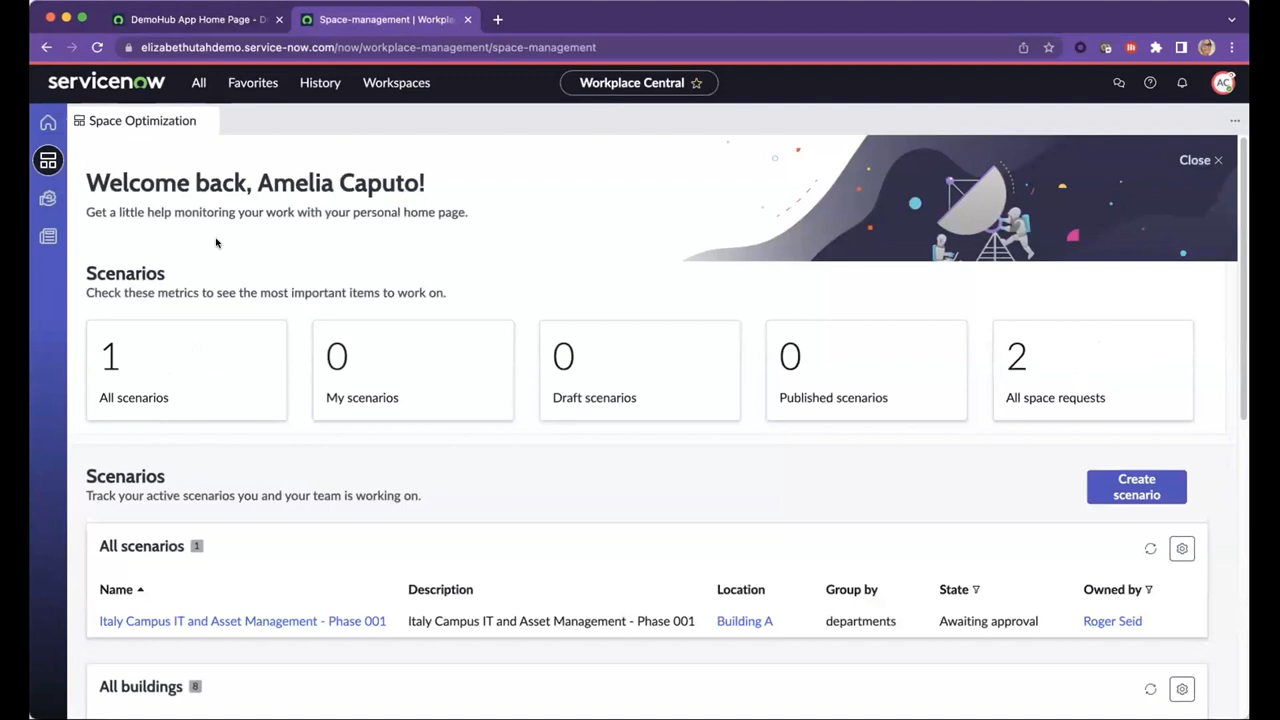 DemoHub App Home Page - D
Space-management | Workpla
elizabethutahdemo.service-now.com/now/workplace-management/space-management
servicenow
All
Favorites
History
Workspaces
Workplace Central
AC
Space Optimization
Close
Welcome back, Amelia Caputo!
Get a little help monitoring your work with your personal home page.
Scenarios
Check these metrics to see the most important items to work on.
1
All scenarios
0
My scenarios
0
Draft scenarios
0
Published scenarios
2
All space requests
Scenarios
Track your active scenarios you and your team is working on.
Create
scenario
All scenarios 1
Name Description Location Group by State Owned by
Italy Campus IT and Asset Management - Phase 001 Italy Campus IT and Asset Management - Phase 001 Building A departments Awaiting approval Roger Seid
All buildings 8